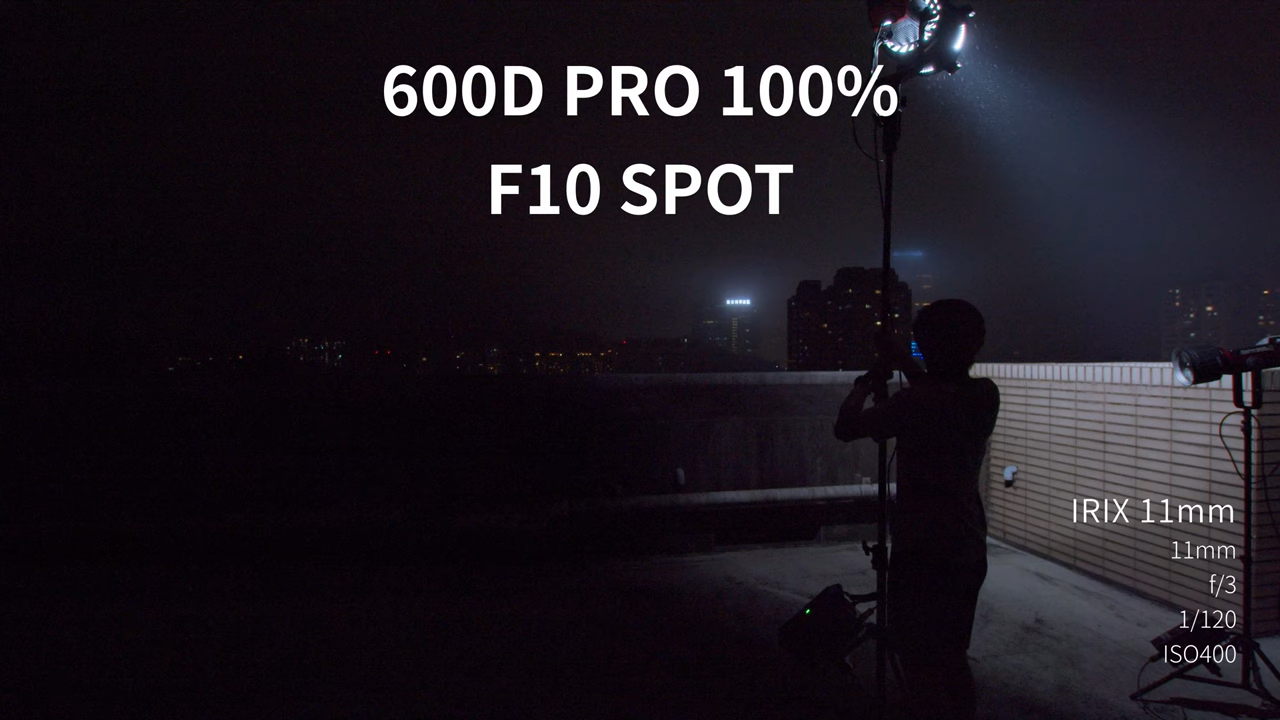 600D PRO 100%
F10 SPOT
IRIX 11mm
11mm
f/3
1/120
ISO400